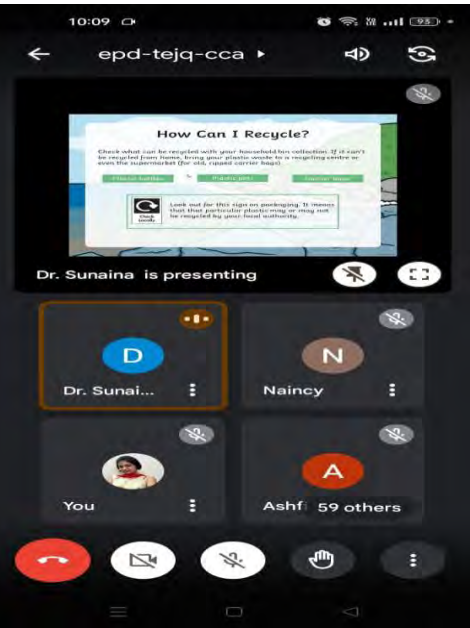 10:09
93
epd-tejq-cca
How Can I Recycle?
Check what can be recycled with your household bin collection. If it can't
be recycled from home, bring your plastic waste to a recycling centre or
even the supermarket (for old, ripped carrier bags).
Plastic bottles Plastic pots Carrier bags
Look out for this sign on packaging. It means
that that particular plastic may or may not
be recycled by your local authority.
Check
Locally
Dr. Sunaina is presenting
D
N
Dr. Sunai...
Naincy
A
You
Ashf
59 others